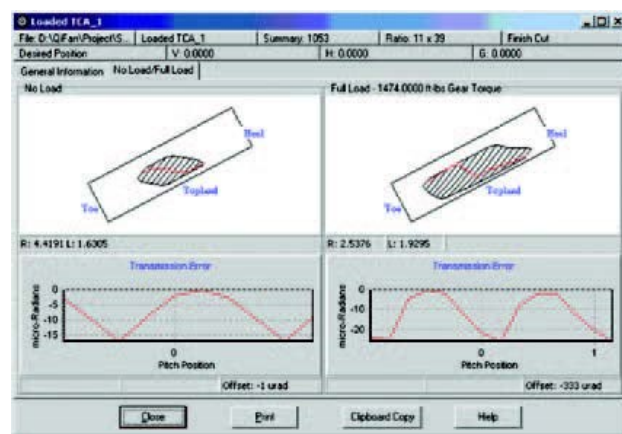 Loaded TCA_1
File: D:\QiFan\Project\S... Loaded TCA_1 Summary: 1053 Ratio: 11 x 39 Finish Cut
Desired Position V: 0.0000 H: 0.0000 G: 0.0000
General Information No Load/Full Load
No Load
Full Load - 1474.0000 ft-lbs Gear Torque
Heel
Topland
Toe
Heel
Topland
Toe
R: 4.4191 L: 1.6305
R: 2.5376 L: 1.9295
Transmission Error
micro-Radians
0
-5
-10
-15
0
Pitch Position
Offset: -1 urad
Transmission Error
micro-Radians
0
-10
-20
0 1
Pitch Position
Offset: -333 urad
Close Print Clipboard Copy Help